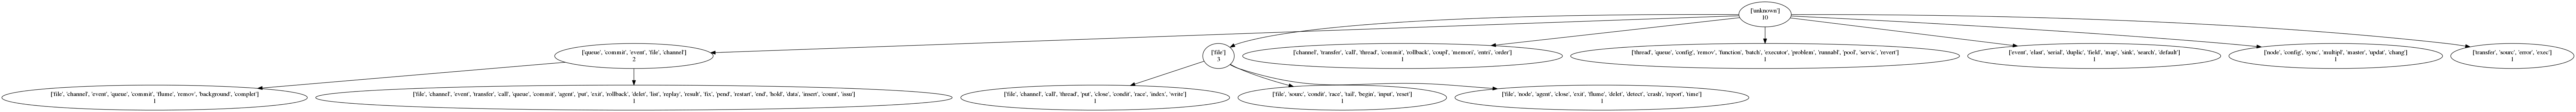 ['unknown']
10
['queue', 'commit', 'event', 'file', 'channel']
2
['file']
3
['channel', 'transfer', 'call', 'thread', 'commit', 'rollback', 'coupl', 'memori', 'entri', 'order']
1
['thread', 'queue', 'config', 'remov', 'function', 'batch', 'executor', 'problem', 'runnabl', 'pool', 'servic', 'revert']
1
['event', 'elast', 'serial', 'duplic', 'field', 'map', 'sink', 'search', 'default']
1
['node', 'config', 'sync', 'multipl', 'master', 'updat', 'chang']
1
['transfer', 'sourc', 'error', 'exec']
1
['file', 'channel', 'event', 'queue', 'commit', 'flume', 'remov', 'background', 'complet']
1
['file', 'channel', 'event', 'transfer', 'call', 'queue', 'commit', 'agent', 'put', 'exit', 'rollback', 'delet', 'list', 'replay', 'result', 'fix', 'pend', 'restart', 'end', 'hold', 'data', 'insert', 'count', 'issu']
1
['file', 'channel', 'call', 'thread', 'put', 'close', 'condit', 'race', 'index', 'write']
1
['file', 'sourc', 'condit', 'race', 'tail', 'begin', 'input', 'reset']
1
['file', 'node', 'agent', 'close', 'exit', 'flume', 'delet', 'detect', 'crash', 'report', 'time']
1